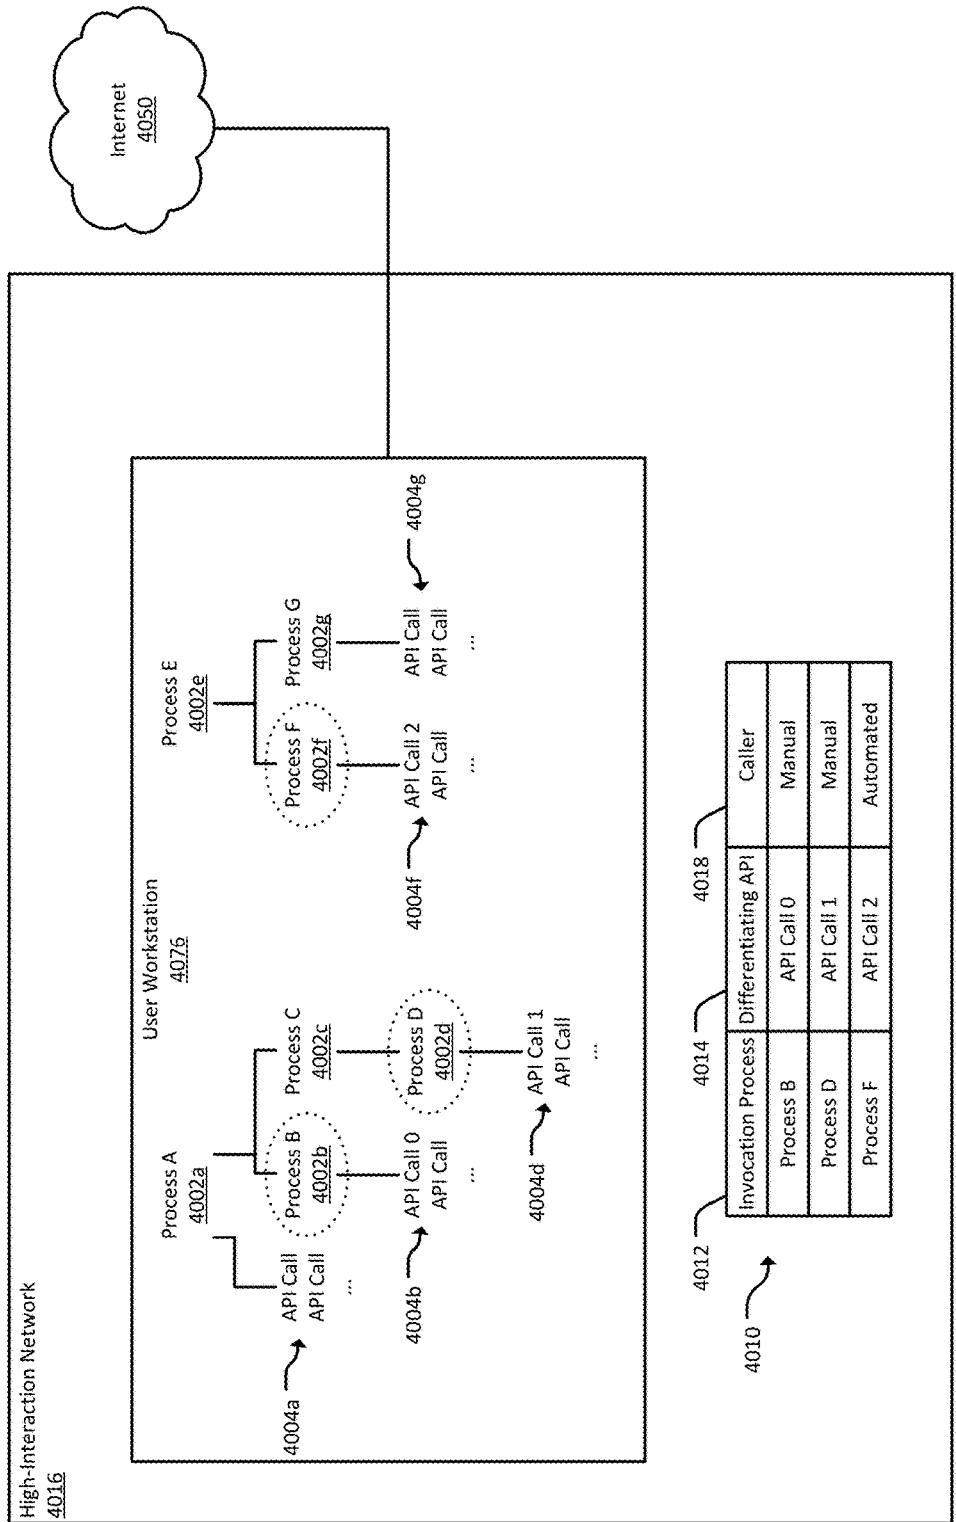 High-Interaction Network
4016
Internet
4050
User Workstation
4076
Process A
4002a
Process E
4002e
API Call
API Call
...
4004a
Process B
4002b
Process C
4002c
Process F
4002f
Process G
4002g
API Call 0
API Call
...
4004b
Process D
4002d
API Call 2
API Call
...
4004f
API Call
API Call
...
4004g
API Call 1
API Call
...
4004d
4012
4014
4018
4010
Invocation Process Differentiating API Caller
Process B API Call 0 Manual
Process D API Call 1 Manual
Process F API Call 2 Automated